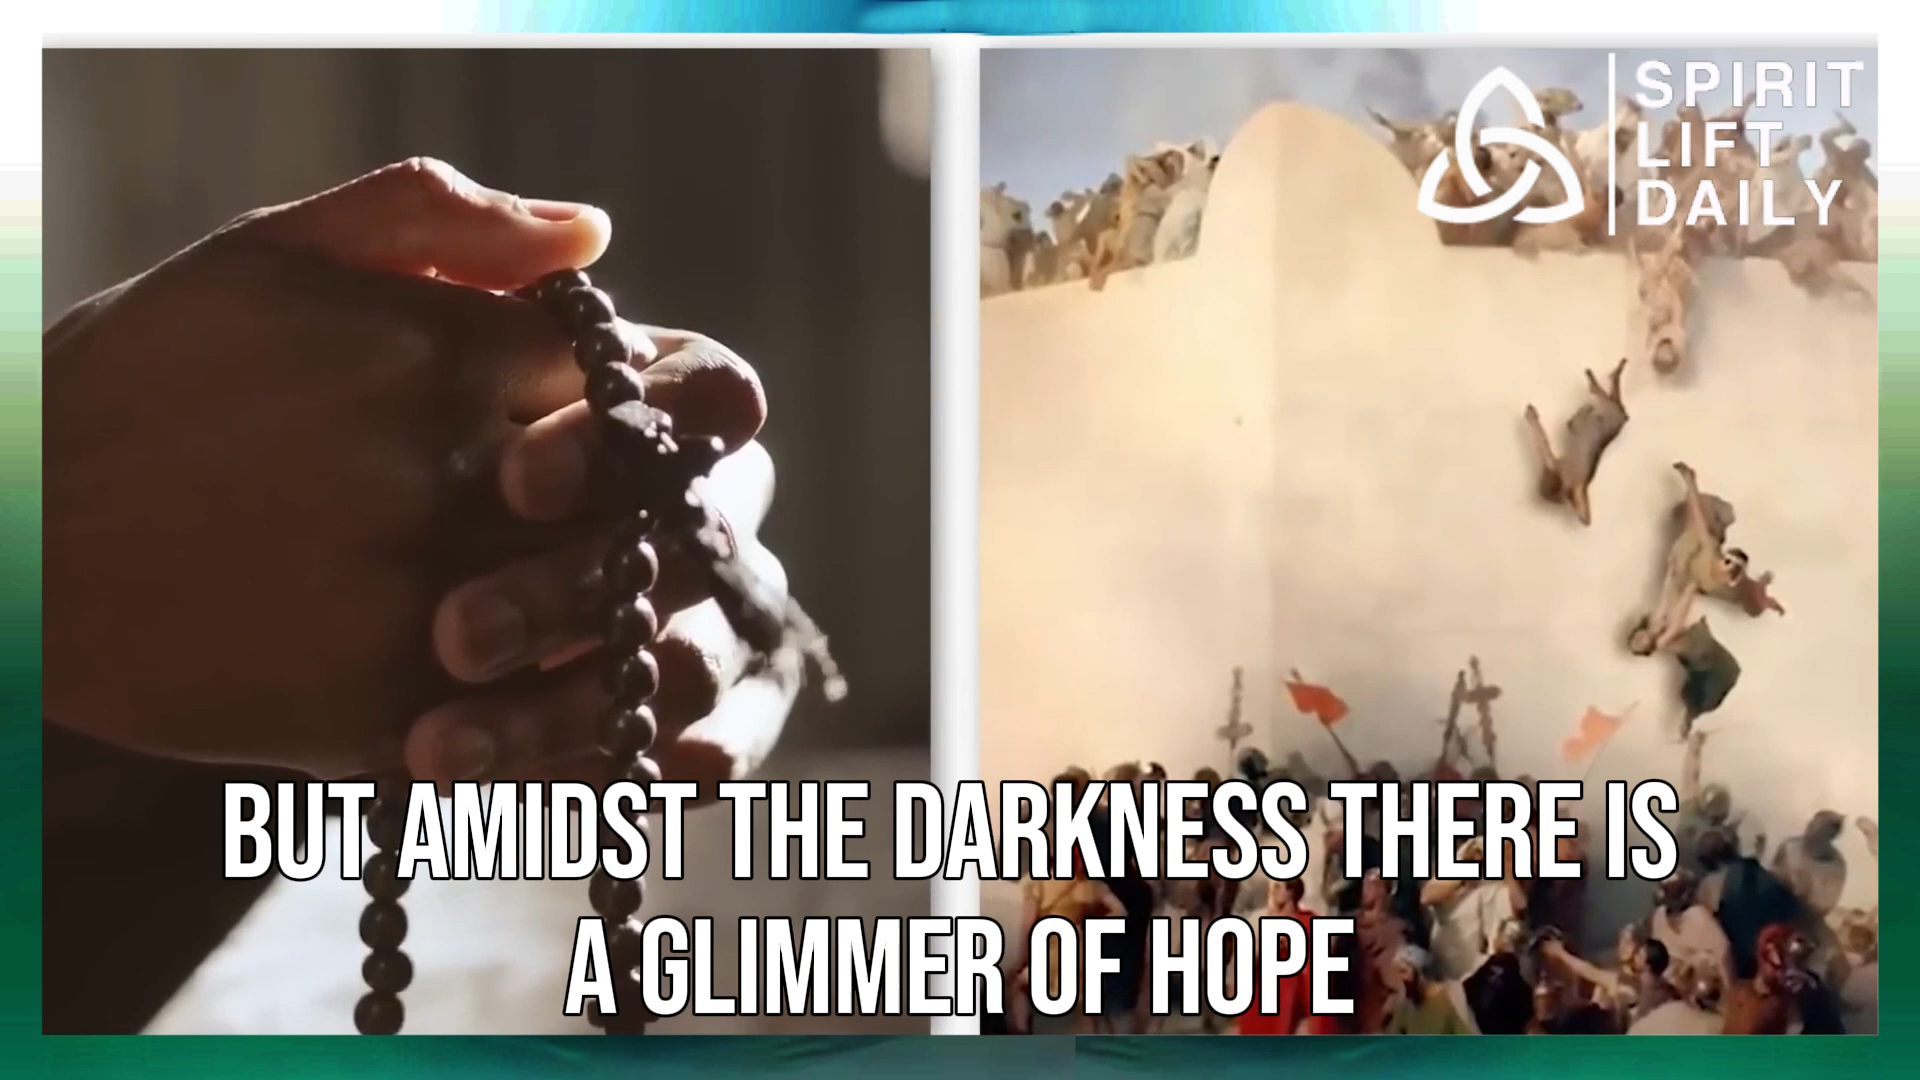 SPIRIT
LIFT
DAILY
BUT AMIDST THE DARKNESS THERE IS
A GLIMMER OF HOPE